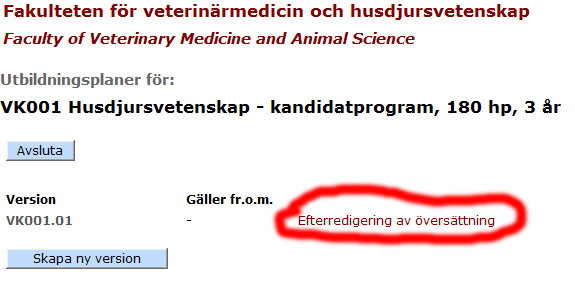 Fakulteten för veterinärmedicin och husdjursvetenskap
Faculty of Veterinary Medicine and Animal Science
Utbildningsplaner för:
VK001 Husdjursvetenskap - kandidatprogram, 180 hp, 3 år
Avsluta
Version Gäller fr.o.m.
VK001.01 - Efterredigering av översättning
Skapa ny version